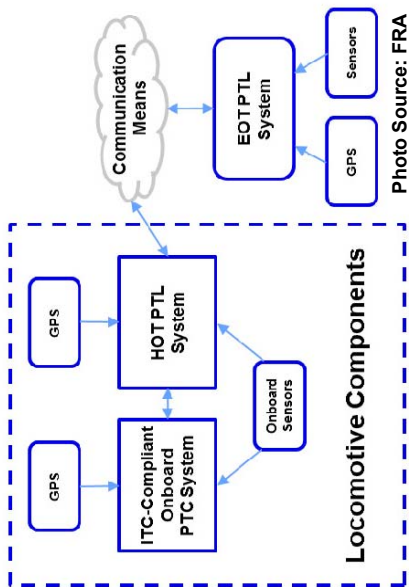 GPS
GPS
ITC-Compliant
Onboard
PTC System
HOT PTL
System
Onboard
Sensors
Locomotive Components
Communication
Means
EOT PTL
System
GPS
Sensors
Photo Source: FRA